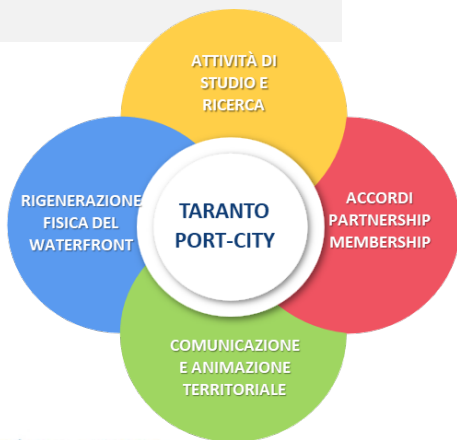 ATTIVITÀ DI
STUDIO E
RICERCA
RIGENERAZIONE
FISICA DEL
WATERFRONT
TARANTO
PORT-CITY
ACCORDI
PARTNERSHIP
MEMBERSHIP
COMUNICAZIONE
E ANIMAZIONE
TERRITORIALE